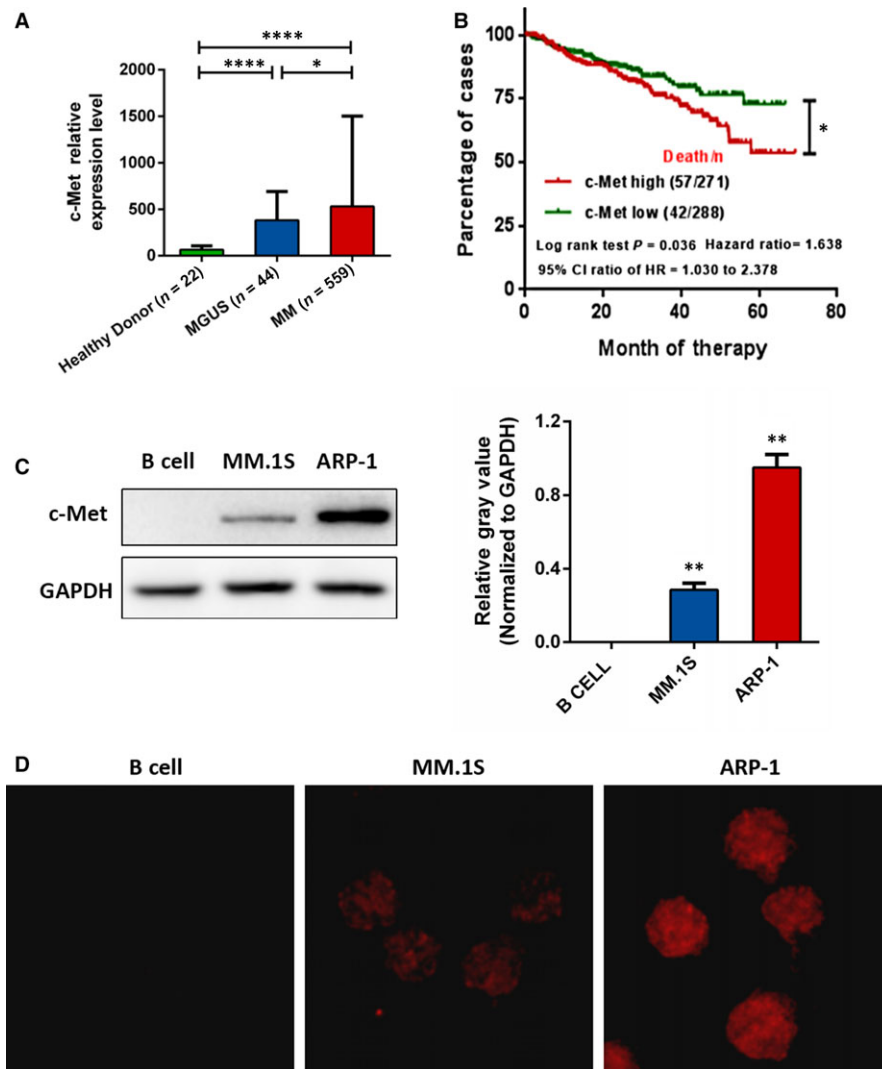 A
****
****
*
2000
1500
1000
500
0
c-Met relative
expression level
Healthy Donor (n = 22)
MGUS (n = 44)
MM (n = 559)
B
100
75
50
25
0
Parcentage of cases
*
Death/n
c-Met high (57/271)
c-Met low (42/288)
Log rank test P = 0.036 Hazard ratio= 1.638
95% CI ratio of HR = 1.030 to 2.378
0 20 40 60 80
Month of therapy
C
B cell MM.1S ARP-1
c-Met
GAPDH
1.2
0.8
0.4
0.0
Relative gray value
(Normalized to GAPDH)
**
**
B CELL
MM.1S
ARP-1
D
B cell
MM.1S
ARP-1